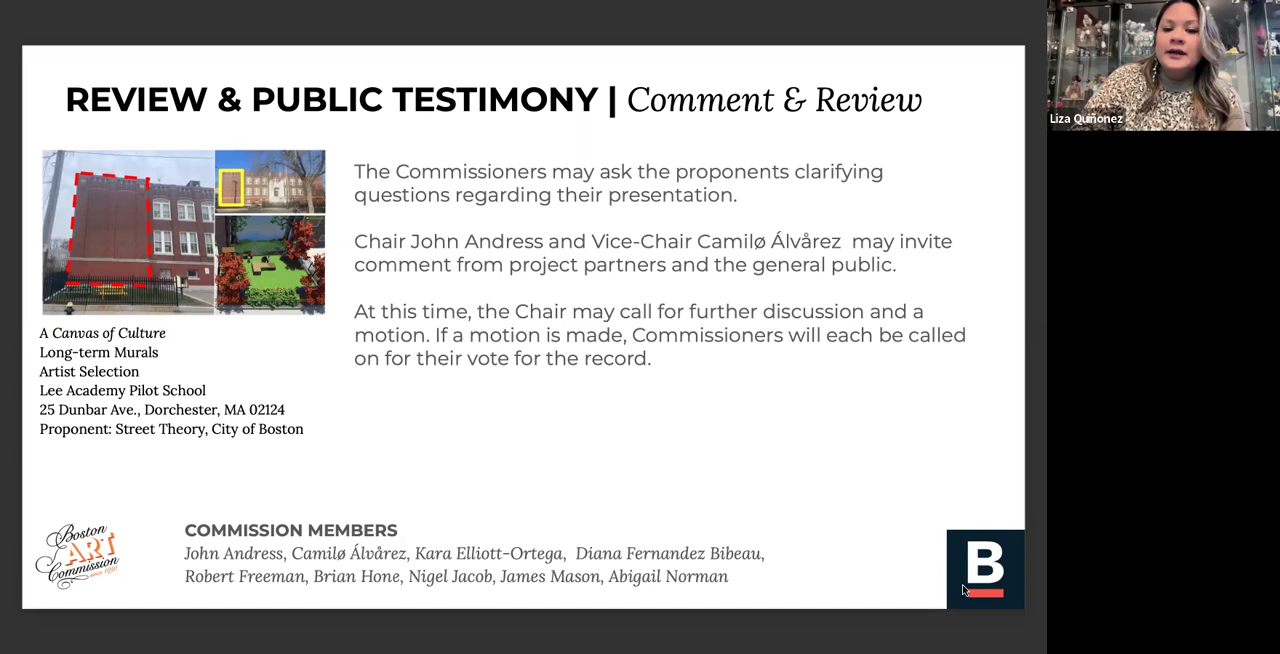 REVIEW & PUBLIC TESTIMONY | Comment & Review
Liza Quiñonez
The Commissioners may ask the proponents clarifying
questions regarding their presentation.
Chair John Andress and Vice-Chair Camilø Álvårez may invite
comment from project partners and the general public.
At this time, the Chair may call for further discussion and a
motion. If a motion is made, Commissioners will each be called
on for their vote for the record.
A Canvas of Culture
Long-term Murals
Artist Selection
Lee Academy Pilot School
25 Dunbar Ave., Dorchester, MA 02124
Proponent: Street Theory, City of Boston
Boston
ART
Commission
since 1890
COMMISSION MEMBERS
John Andress, Camilø Álvårez, Kara Elliott-Ortega, Diana Fernandez Bibeau,
Robert Freeman, Brian Hone, Nigel Jacob, James Mason, Abigail Norman
B